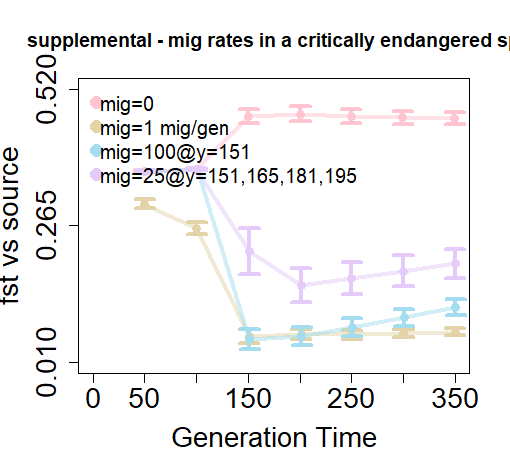 supplemental - mig rates in a critically endangered sp
0.520
0.265
0.010
fst vs source
mig=0
mig=1 mig/gen
mig=100@y=151
mig=25@y=151,165,181,195
0 50 150 250 350
Generation Time